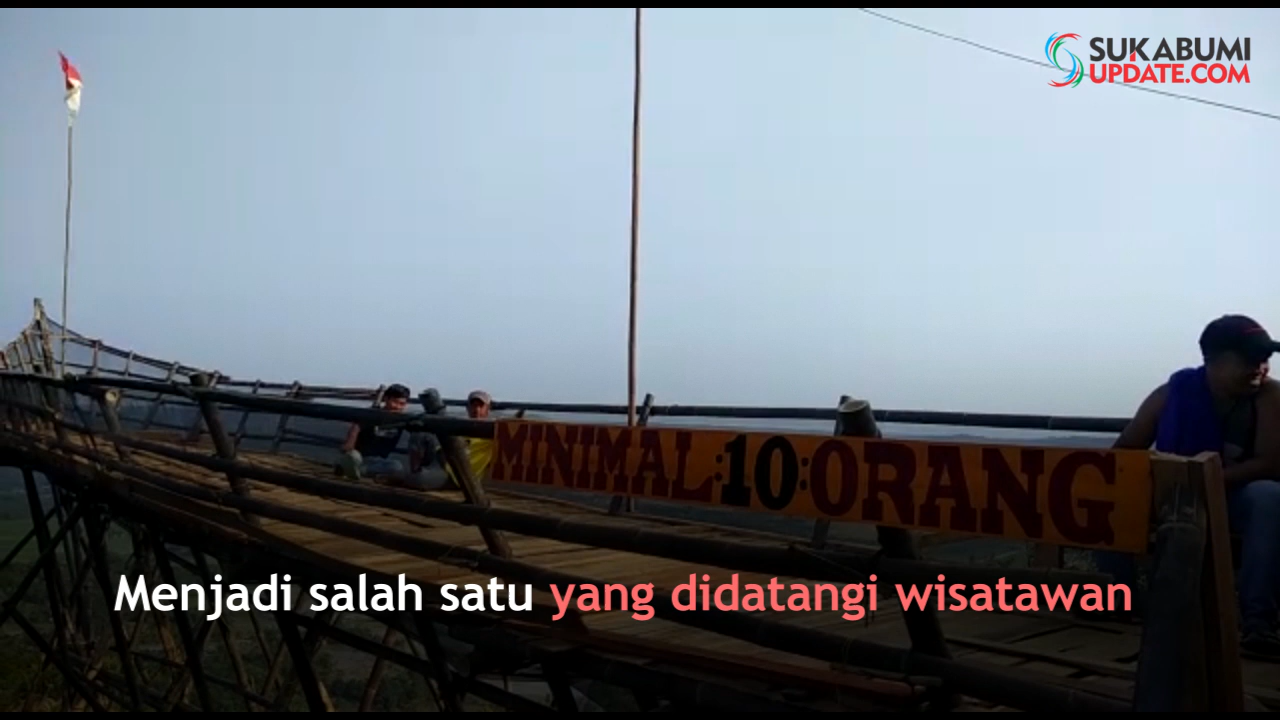 SUKABUMI
UPDATE.COM
MINIMAL:10:ORANG
Menjadi salah satu yang didatangi wisatawan